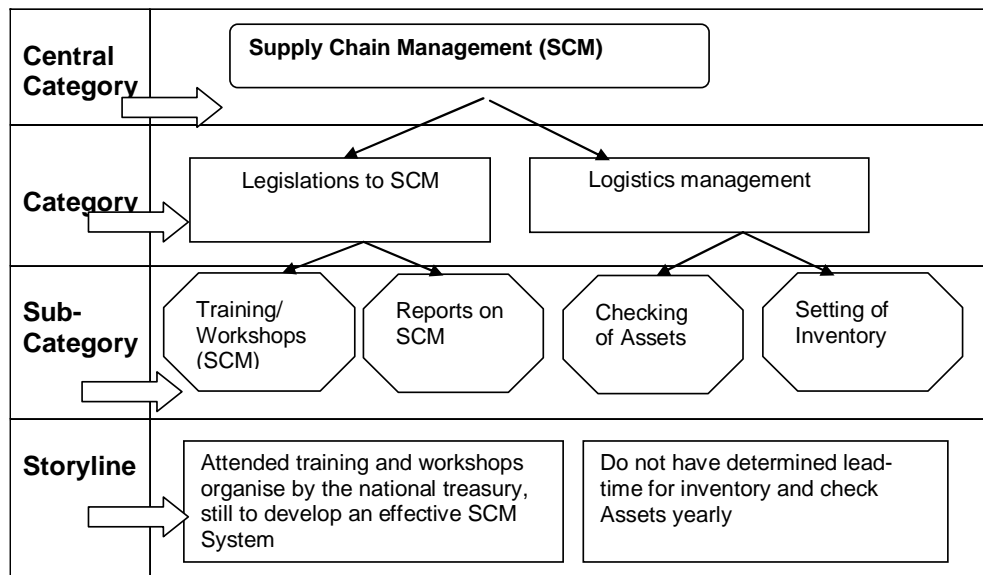 Central
Category
Supply Chain Management (SCM)
Category
Legislations to SCM
Logistics management
Sub-
Category
Training/
Workshops
(SCM)
Reports on
SCM
Checking
of Assets
Setting of
Inventory
Storyline
Attended training and workshops
organise by the national treasury,
still to develop an effective SCM
System
Do not have determined lead-
time for inventory and check
Assets yearly